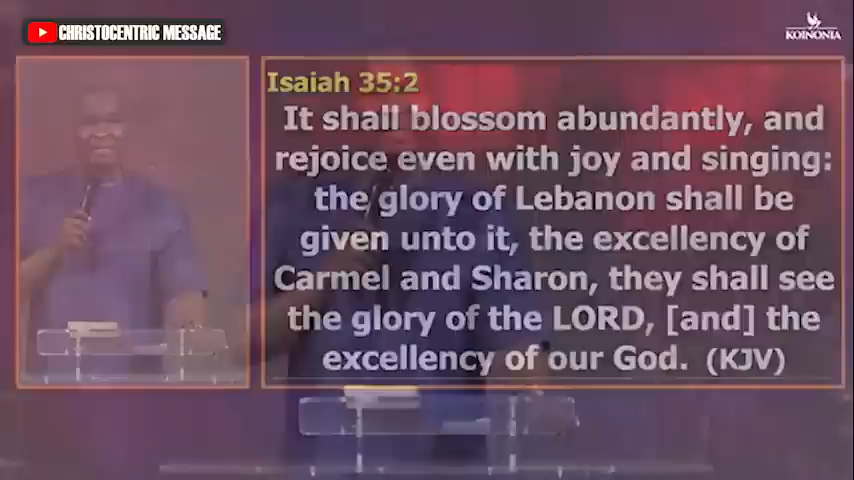 CHRISTOCENTRIC MESSAGE
KOINONIA
Isaiah 35:2
It shall blossom abundantly, and
rejoice even with joy and singing:
the glory of Lebanon shall be
given unto it, the excellency of
Carmel and Sharon, they shall see
the glory of the LORD, [and] the
excellency of our God. (KJV)